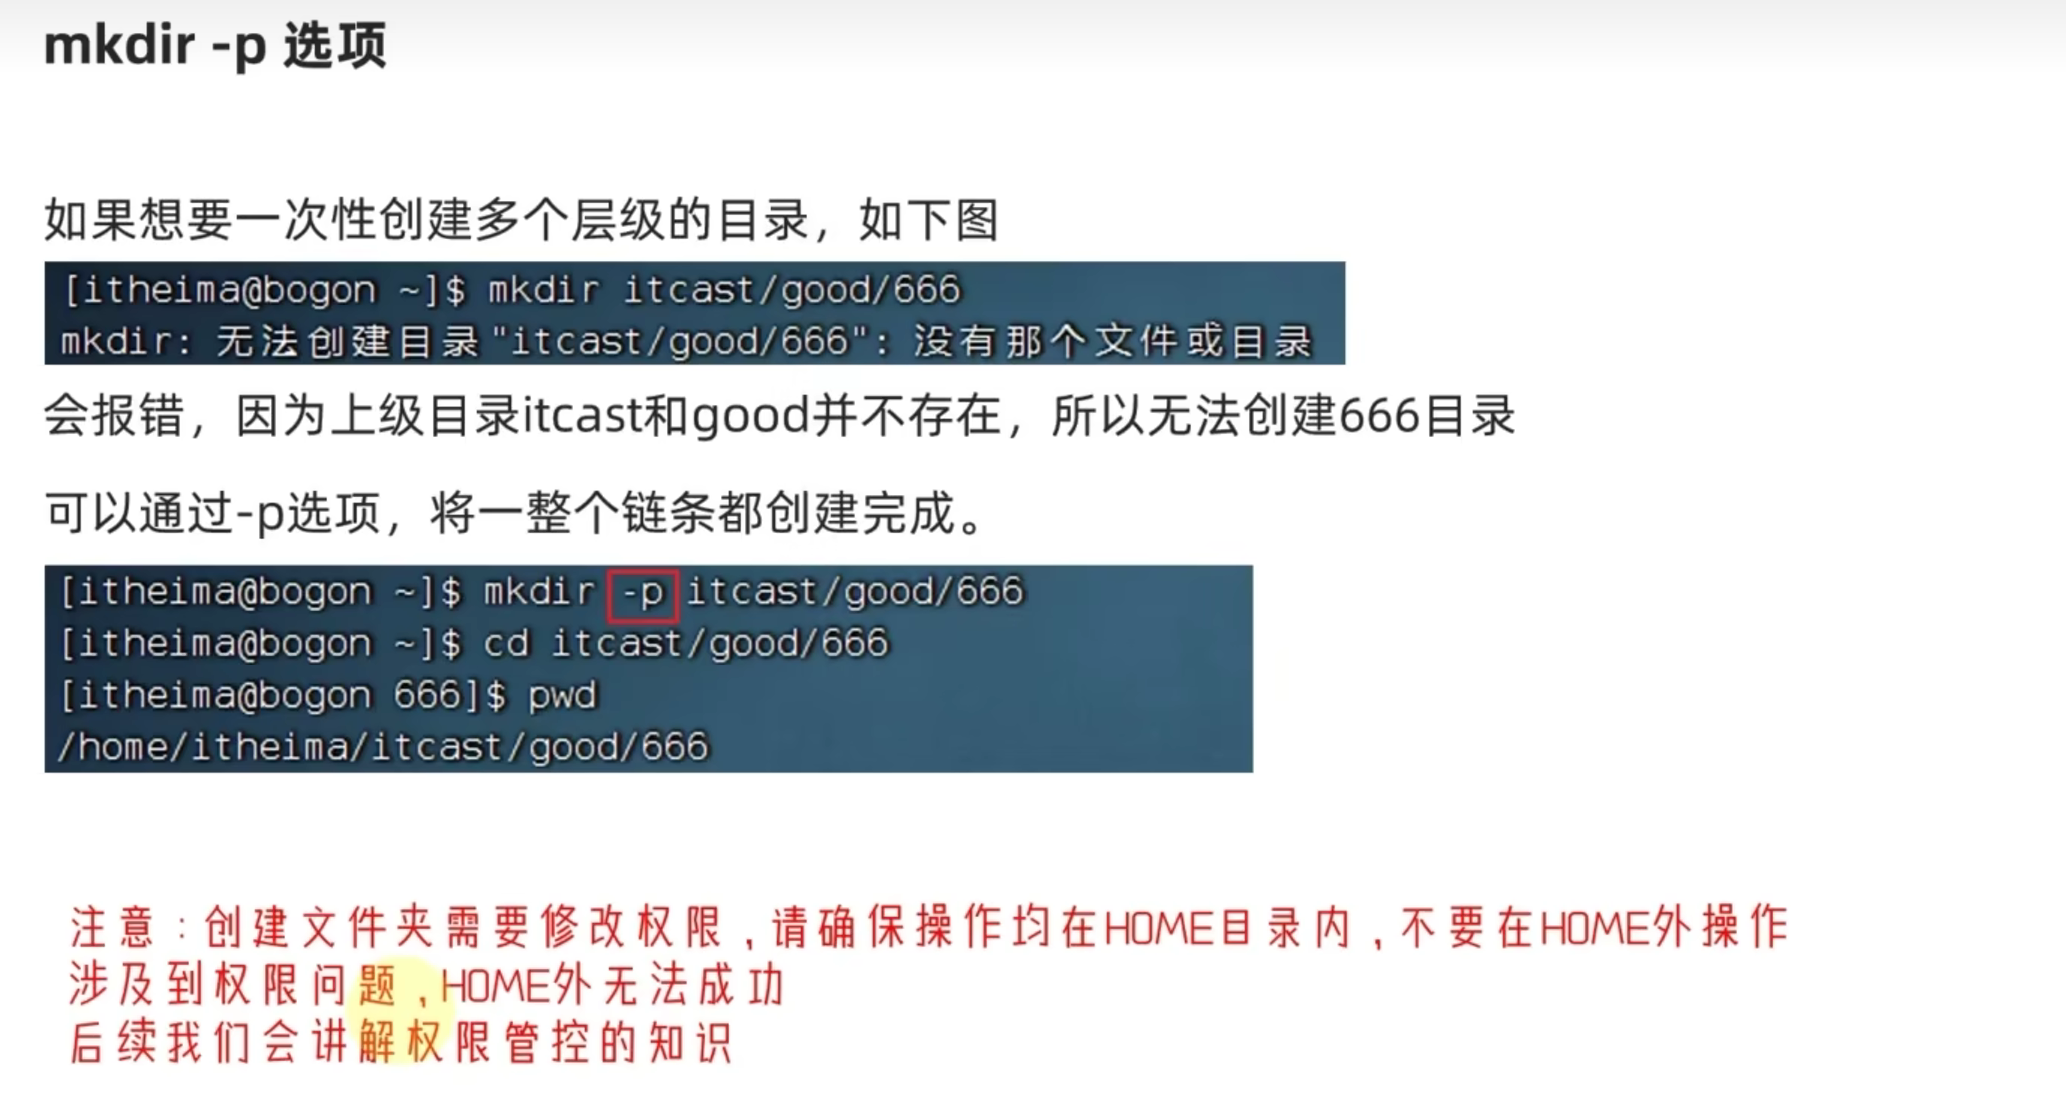 mkdir -p 选项
如果想要一次性创建多个层级的目录，如下图
[itheima@bogon ~]$ mkdir itcast/good/666
mkdir: 无法创建目录"itcast/good/666": 没有那个文件或目录
会报错，因为上级目录itcast和good并不存在，所以无法创建666目录
可以通过-p选项，将一整个链条都创建完成。
[itheima@bogon ~]$ mkdir -p itcast/good/666
[itheima@bogon ~]$ cd itcast/good/666
[itheima@bogon 666]$ pwd
/home/itheima/itcast/good/666
注意：创建文件夹需要修改权限，请确保操作均在HOME目录内，不要在HOME外操作
涉及到权限问题，HOME外无法成功
后续我们会讲解权限管控的知识